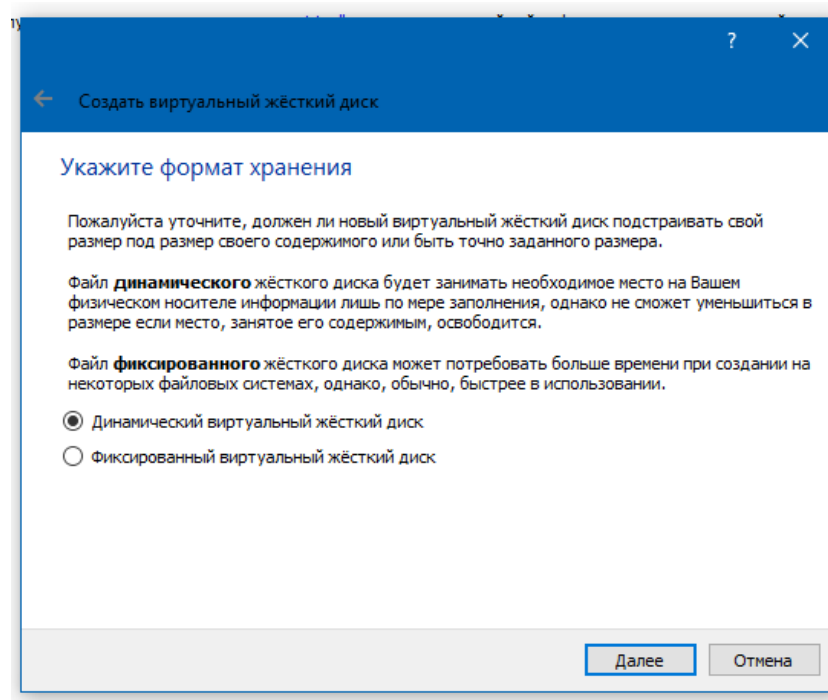 ?
Создать виртуальный жёсткий диск
Укажите формат хранения
Пожалуйста уточните, должен ли новый виртуальный жёсткий диск подстраивать свой
размер под размер своего содержимого или быть точно заданного размера.
Файл динамического жёсткого диска будет занимать необходимое место на Вашем
физическом носителе информации лишь по мере заполнения, однако не сможет уменьшиться в
размере если место, занятое его содержимым, освободится.
Файл фиксированного жёсткого диска может потребовать больше времени при создании на
некоторых файловых системах, однако, обычно, быстрее в использовании.
Динамический виртуальный жёсткий диск
Фиксированный виртуальный жёсткий диск
Далее
Отмена